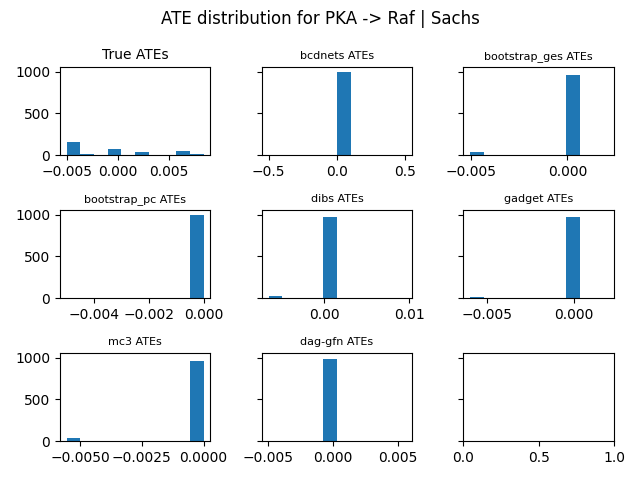 ATE distribution for PKA -> Raf | Sachs
True ATEs
bcdnets ATEs
bootstrap_ges ATEs
1000
500
0
−0.005 0.000 0.005
−0.5 0.0 0.5
−0.005 0.000
bootstrap_pc ATEs
dibs ATEs
gadget ATEs
1000
500
0
−0.004 −0.002 0.000
0.00 0.01
−0.005 0.000
mc3 ATEs
dag-gfn ATEs
1000
500
0
−0.0050 −0.0025 0.0000
−0.005 0.000 0.005
0.0 0.5 1.0